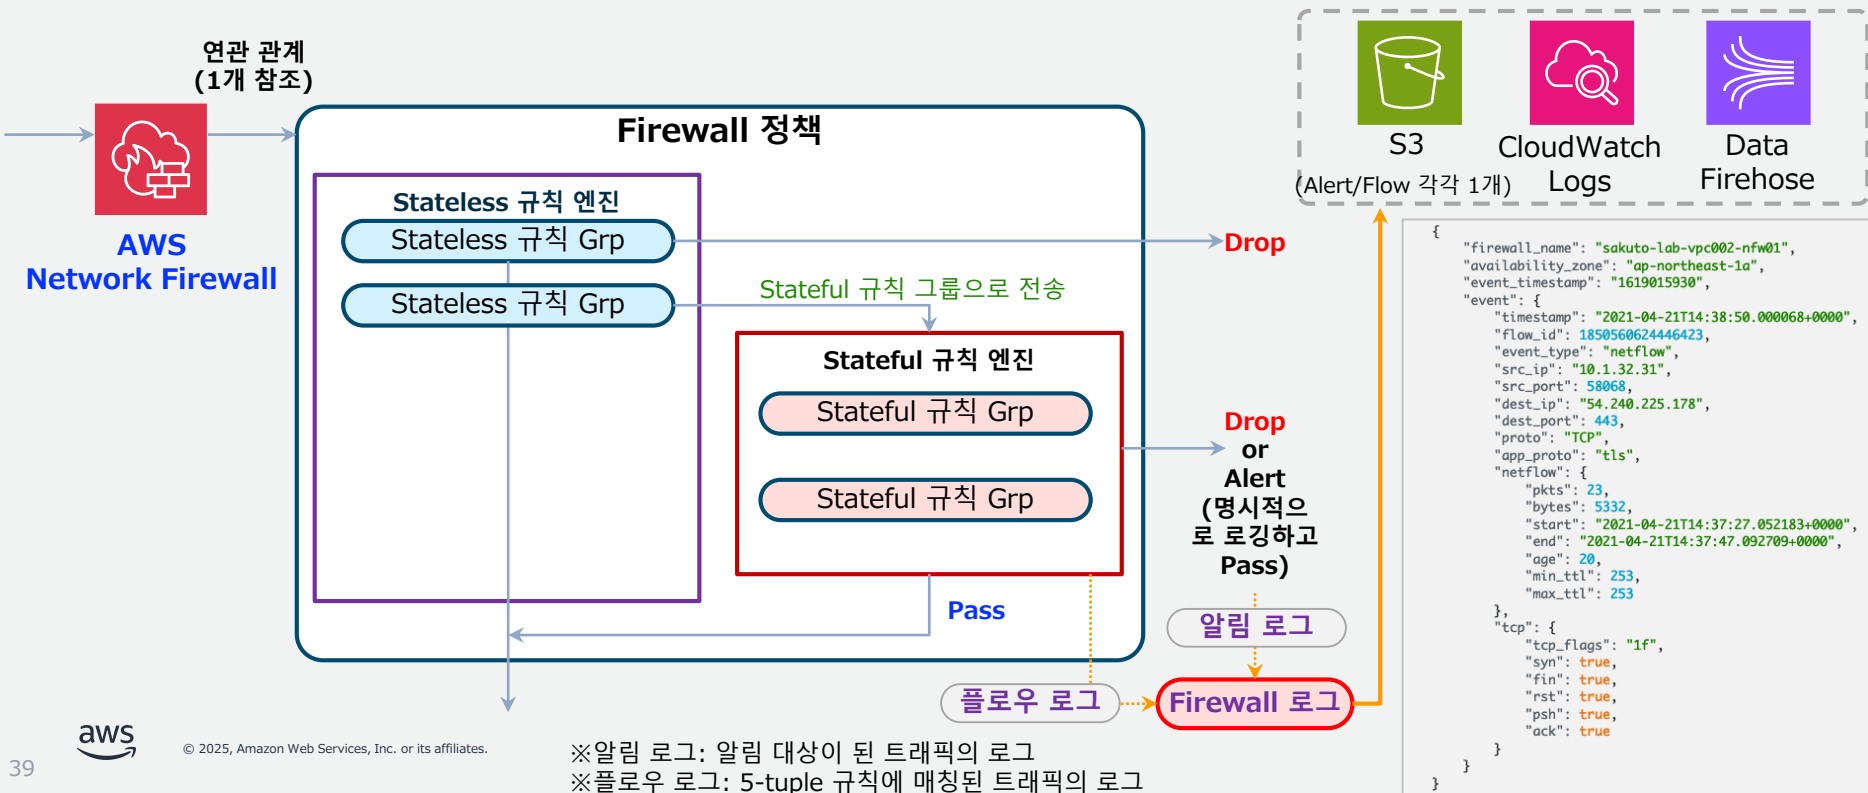 연관 관계
(1개 참조)
AWS
Network Firewall
Firewall 정책
Stateless 규칙 엔진
Stateless 규칙 Grp
Stateless 규칙 Grp
Stateful 규칙 그룹으로 전송
Stateful 규칙 엔진
Stateful 규칙 Grp
Stateful 규칙 Grp
Pass
Drop
Drop
or
Alert
(명시적으
로 로깅하고
Pass)
알림 로그
플로우 로그
Firewall 로그
S3
(Alert/Flow 각각 1개)
CloudWatch
Logs
Data
Firehose
{
"firewall_name": "sakuto-lab-vpc002-nfw01",
"availability_zone": "ap-northeast-1a",
"event_timestamp": "1619015930",
"event": {
"timestamp": "2021-04-21T14:38:50.000068+0000",
"flow_id": 1850560624446423,
"event_type": "netflow",
"src_ip": "10.1.32.31",
"src_port": 58068,
"dest_ip": "54.240.225.178",
"dest_port": 443,
"proto": "TCP",
"app_proto": "tls",
"netflow": {
"pkts": 23,
"bytes": 5332,
"start": "2021-04-21T14:37:27.052183+0000",
"end": "2021-04-21T14:37:47.092709+0000",
"age": 20,
"min_ttl": 253,
"max_ttl": 253
},
"tcp": {
"tcp_flags": "1f",
"syn": true,
"fin": true,
"rst": true,
"psh": true,
"ack": true
}
}
}
※알림 로그: 알림 대상이 된 트래픽의 로그
※플로우 로그: 5-tuple 규칙에 매칭된 트래픽의 로그
aws
© 2025, Amazon Web Services, Inc. or its affiliates.
39